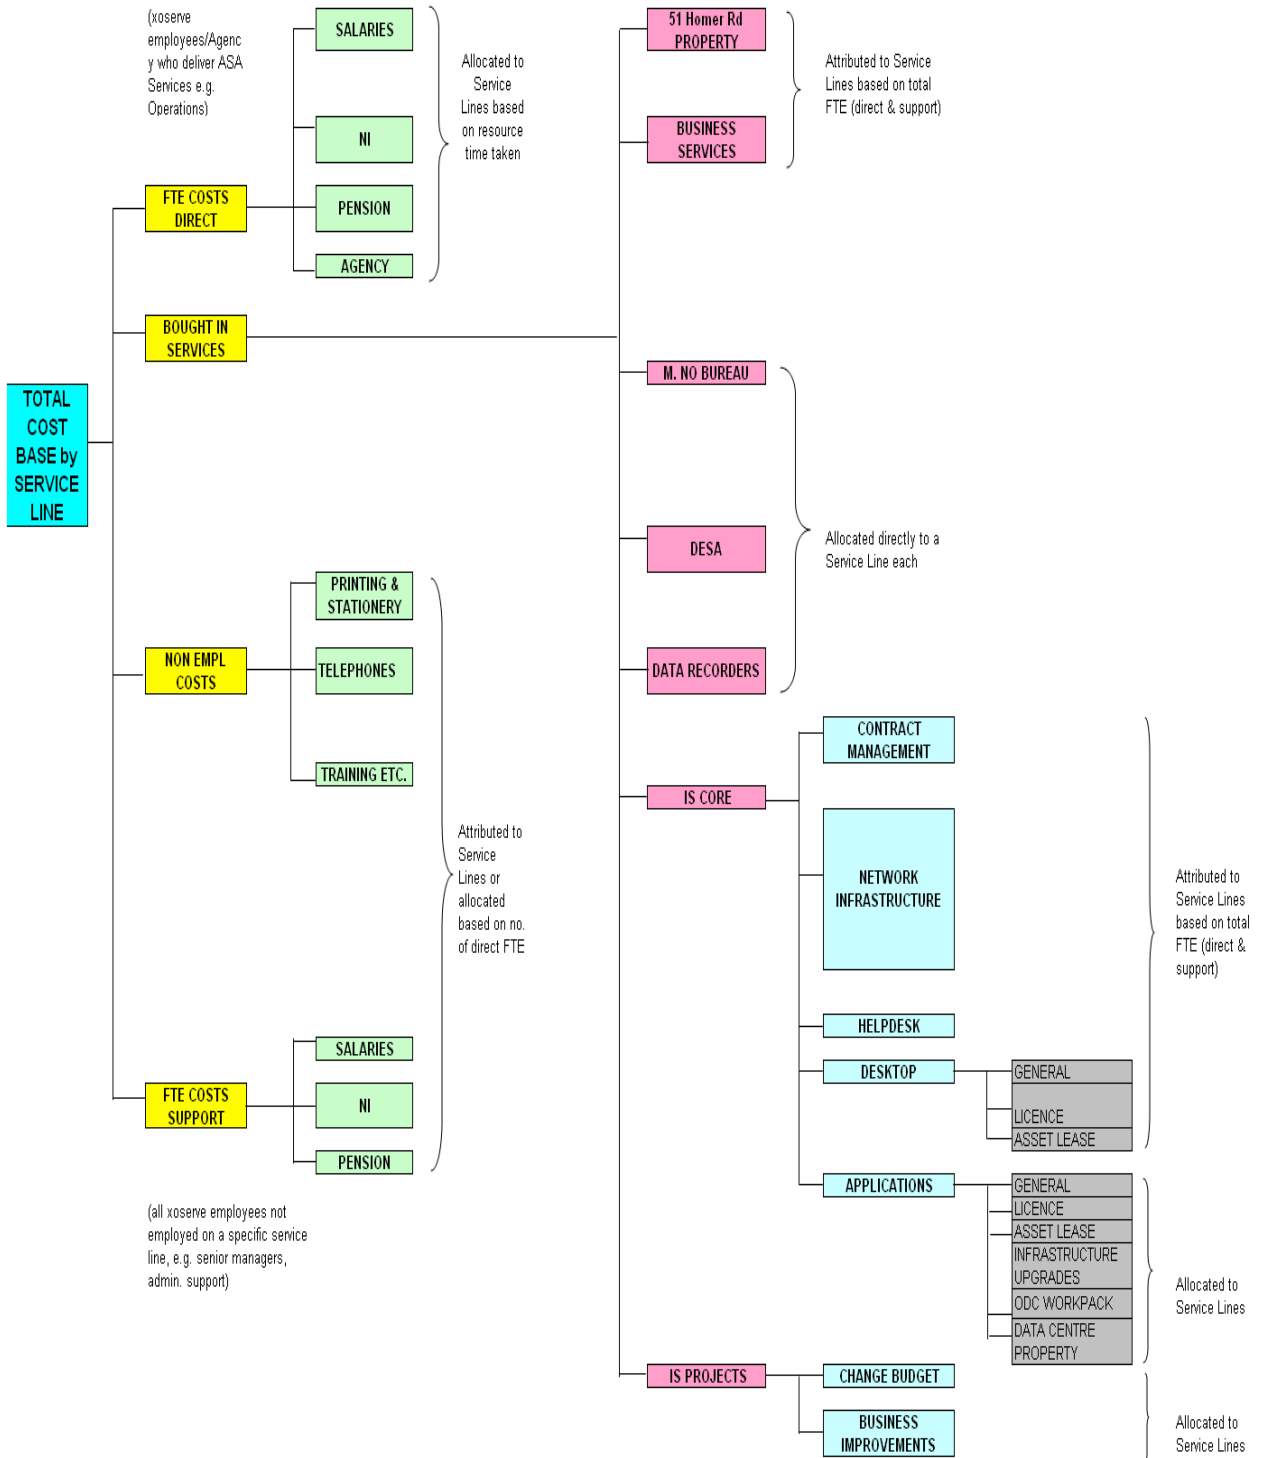 (xoserve
employees/Agenc
y who deliver ASA
Services e.g.
Operations)
SALARIES
NI
PENSION
AGENCY
Allocated to
Service
Lines based
on resource
time taken
FTE COSTS
DIRECT
BOUGHT IN
SERVICES
TOTAL
COST
BASE by
SERVICE
LINE
NON EMPL
COSTS
PRINTING &
STATIONERY
TELEPHONES
TRAINING ETC.
Attributed to
Service
Lines or
allocated
based on no.
of direct FTE
FTE COSTS
SUPPORT
SALARIES
NI
PENSION
(all xoserve employees not
employed on a specific service
line, e.g. senior managers,
admin. support)
51 Homer Rd
PROPERTY
BUSINESS
SERVICES
Attributed to Service
Lines based on total
FTE (direct & support)
M. NO BUREAU
DESA
DATA RECORDERS
Allocated directly to a
Service Line each
IS CORE
CONTRACT
MANAGEMENT
NETWORK
INFRASTRUCTURE
HELPDESK
DESKTOP
GENERAL
LICENCE
ASSET LEASE
Attributed to
Service Lines
based on total
FTE (direct &
support)
APPLICATIONS
GENERAL
LICENCE
ASSET LEASE
INFRASTRUCTURE
UPGRADES
ODC WORKPACK
DATA CENTRE
PROPERTY
Allocated to
Service Lines
IS PROJECTS
CHANGE BUDGET
BUSINESS
IMPROVEMENTS
Allocated to
Service Lines